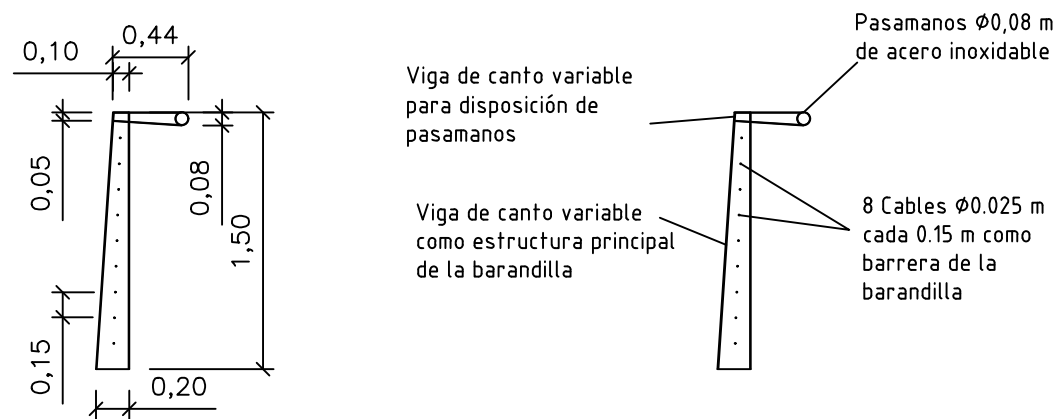 0,44
0,10
0,05
0,08
1,50
0,15
0,20
Viga de canto variable
para disposición de
pasamanos
Pasamanos Ø0,08 m
de acero inoxidable
Viga de canto variable
como estructura principal
de la barandilla
8 Cables Ø0.025 m
cada 0.15 m como
barrera de la
barandilla